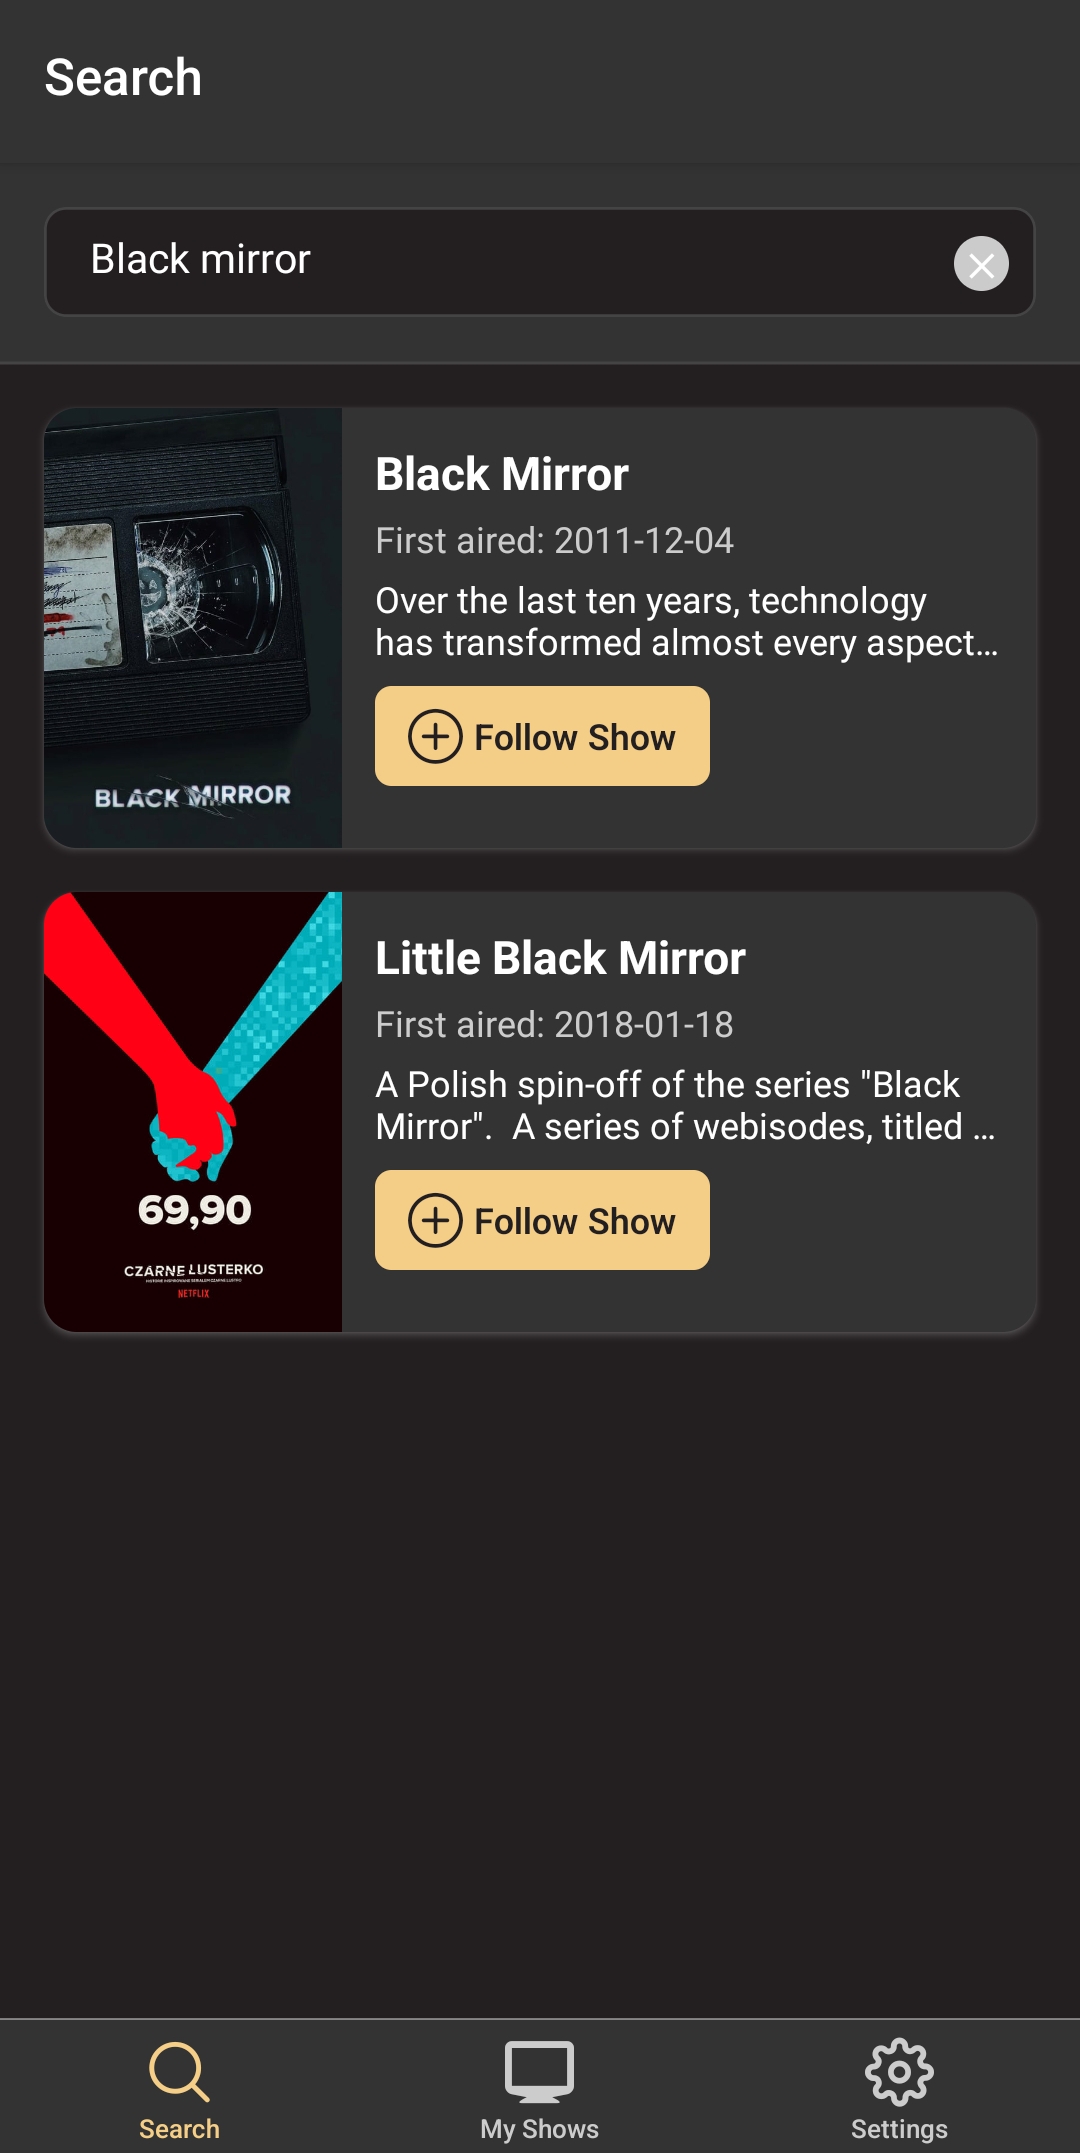 Search
Black mirror
BLACK MIRROR
Black Mirror
First aired: 2011-12-04
Over the last ten years, technology
has transformed almost every aspect...
Follow Show
69,90
CZARNE LUSTERKO
NETFLIX
Little Black Mirror
First aired: 2018-01-18
A Polish spin-off of the series "Black
Mirror".  A series of webisodes, titled ...
Follow Show
Search
My Shows
Settings